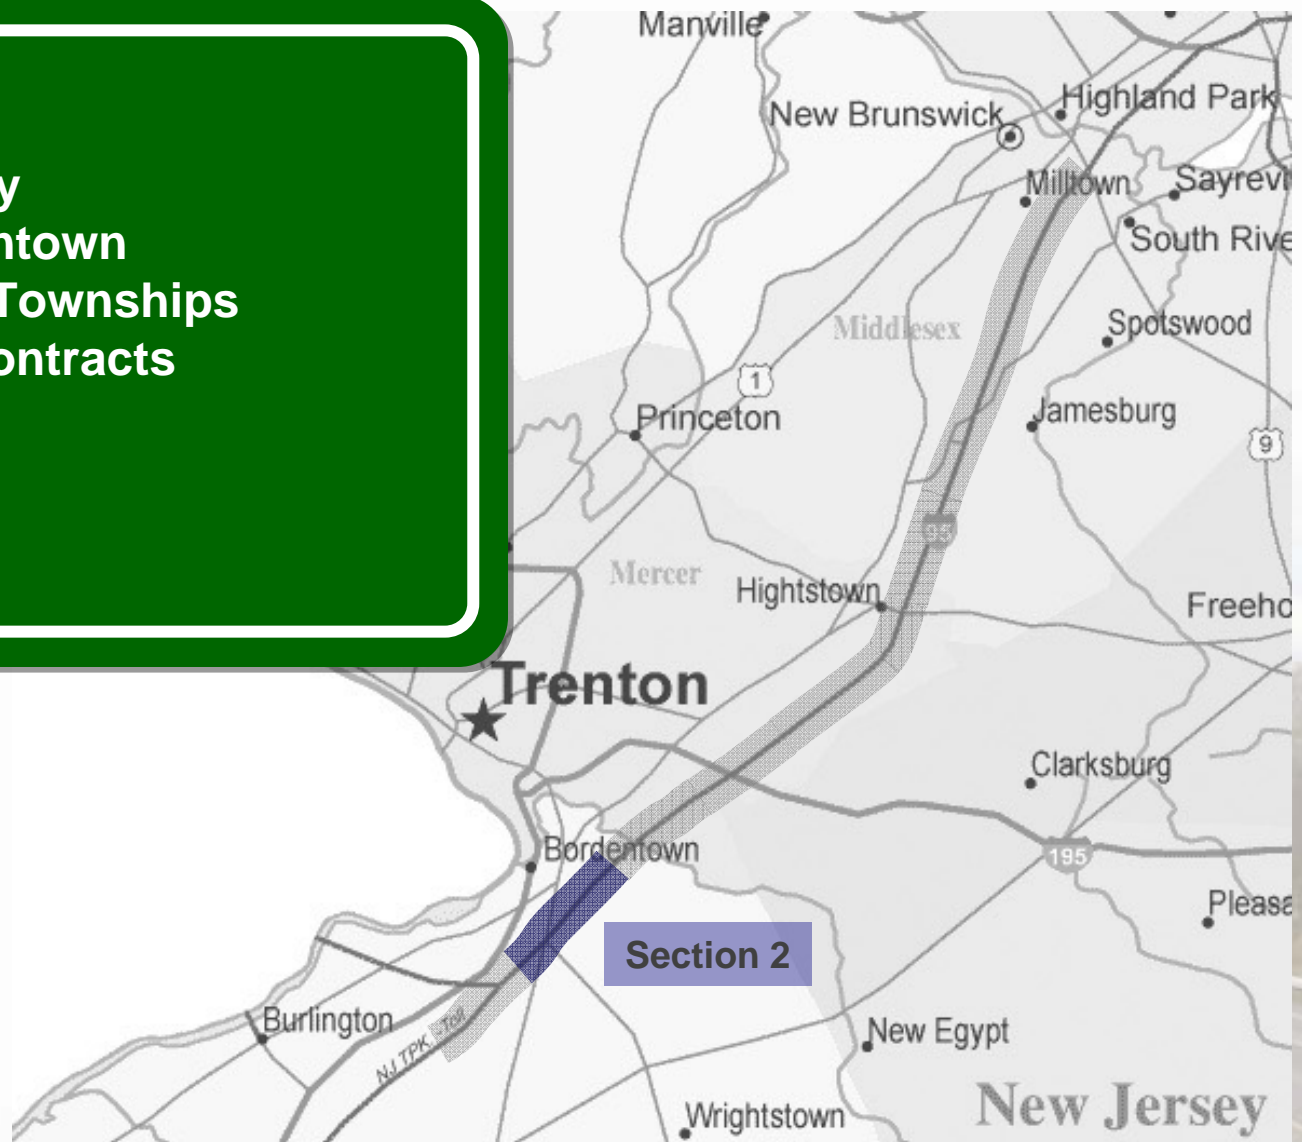 y
ntown
Townships
ontracts
Manville
New Brunswick
Highland Park
Milltown
Sayrevi
South Rive
Middlesex
Spotswood
1
Princeton
Jamesburg
9
95
Mercer
Hightstown
Freeho
Trenton
Clarksburg
Bordentown
195
Pleasa
Section 2
Burlington
NJ TPK - Toll
New Egypt
New Jersey
Wrightstown